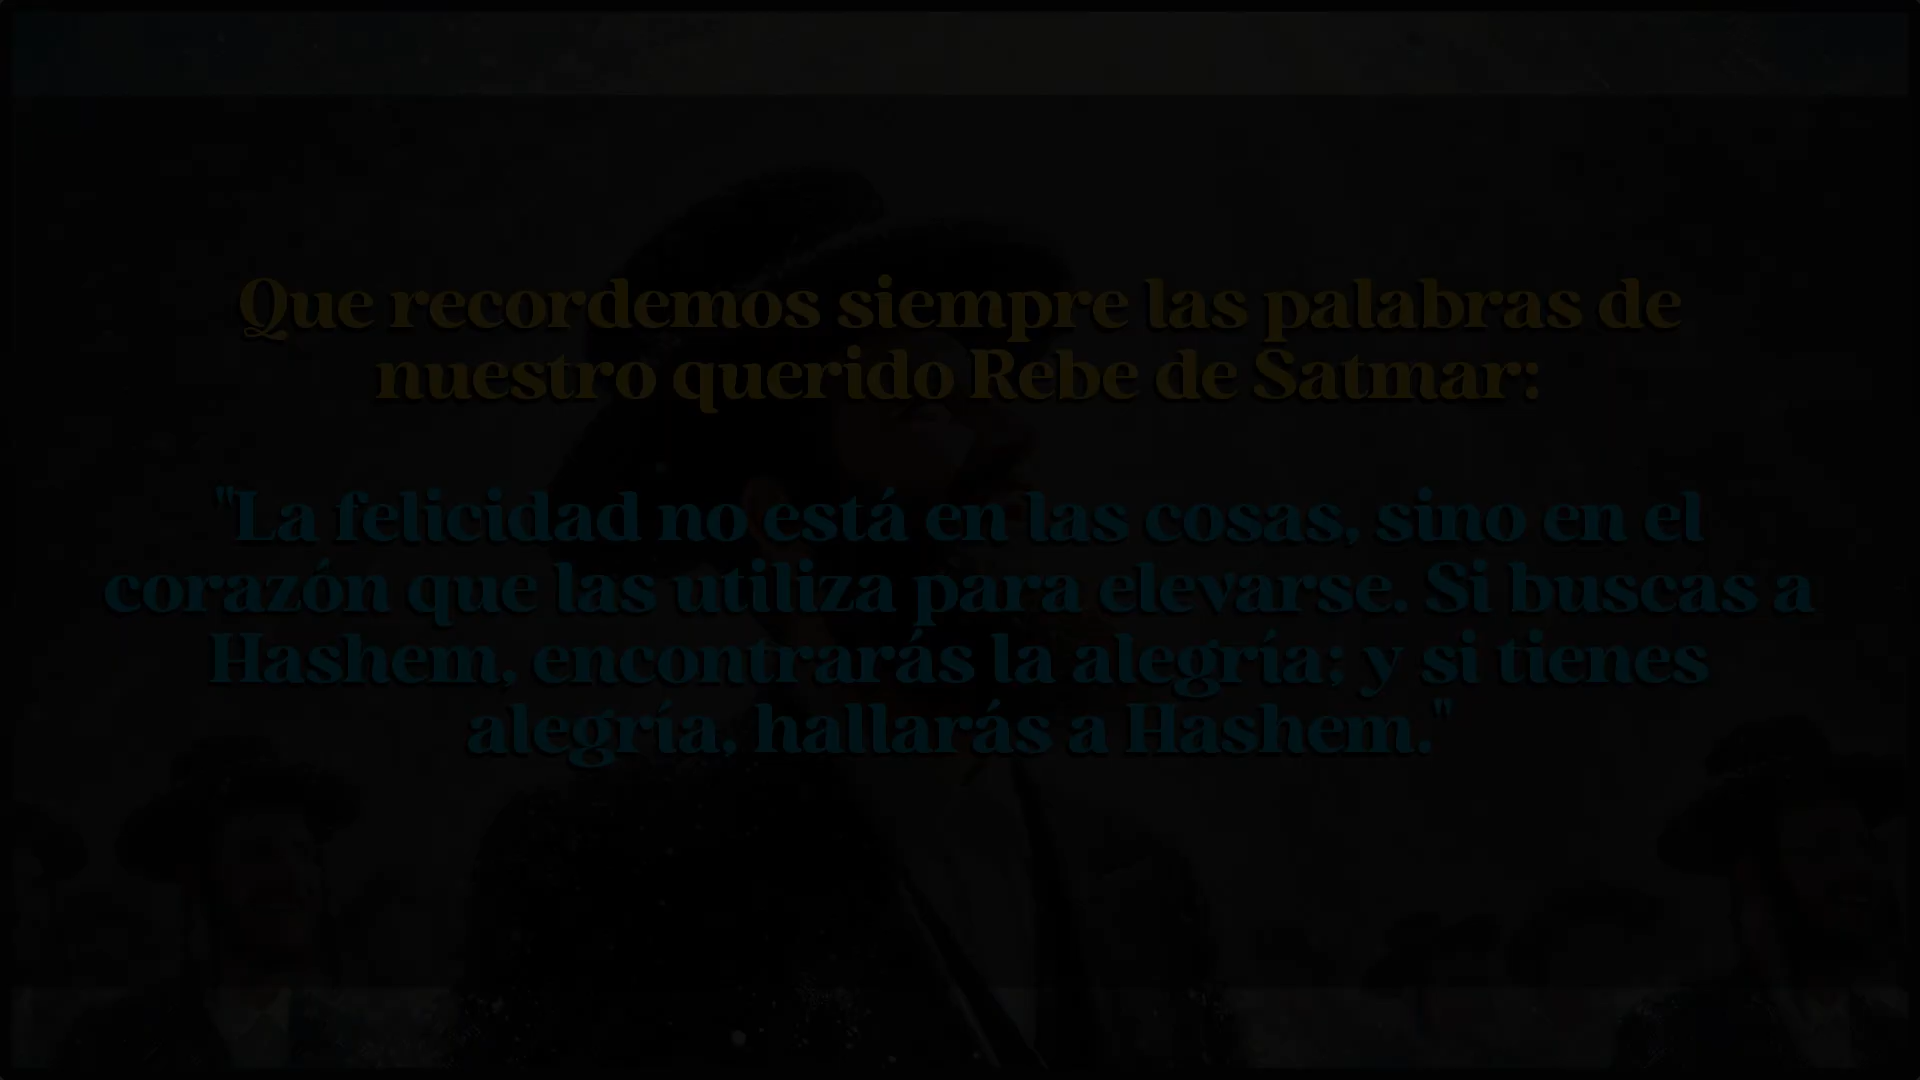 Que recordemos siempre las palabras de
nuestro querido Rebe de Satmar:
"La felicidad no está en las cosas, sino en el
corazón que las utiliza para elevarse. Si buscas a
Hashem, encontrarás la alegría; y si tienes
alegría, hallarás a Hashem."